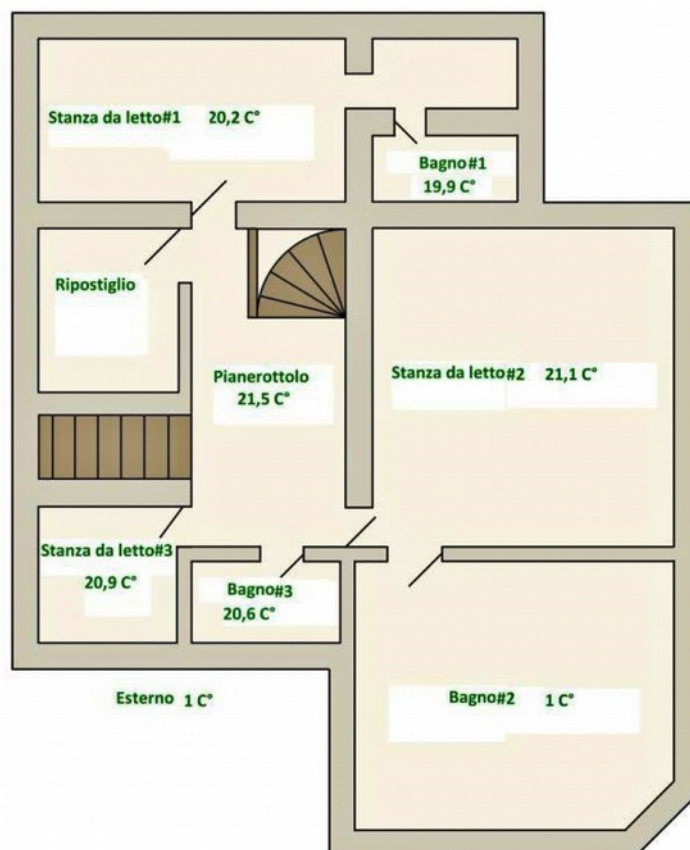 Stanza da letto#1 20,2 C°
Bagno#1
19,9 C°
Ripostiglio
Pianerottolo
21,5 C°
Stanza da letto#2 21,1 C°
Stanza da letto#3
20,9 C°
Bagno#3
20,6 C°
Esterno 1 C°
Bagno#2 1 C°